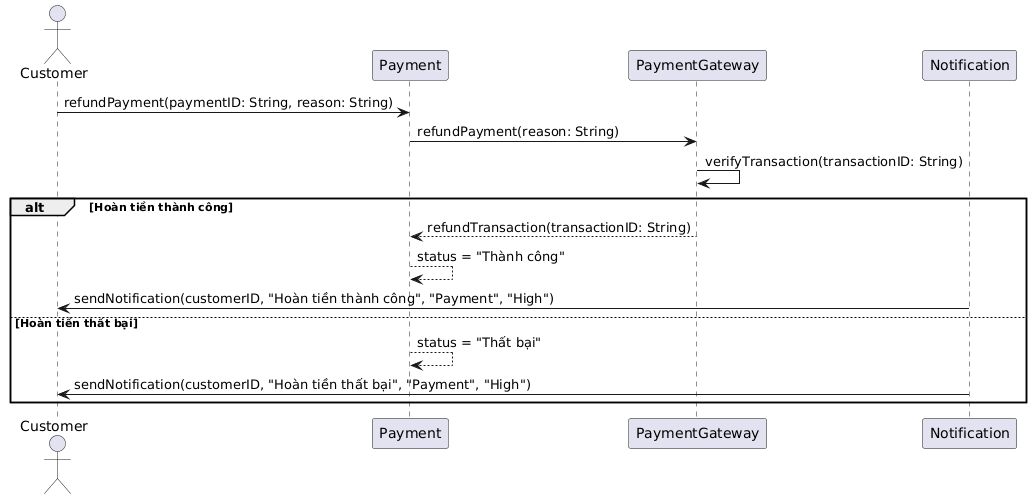 Customer
Payment
PaymentGateway
Notification
refundPayment(paymentID: String, reason: String)
refundPayment(reason: String)
verifyTransaction(transactionID: String)
alt [Hoàn tiền thành công]
refundTransaction(transactionID: String)
status = "Thành công"
sendNotification(customerID, "Hoàn tiền thành công", "Payment", "High")
[Hoàn tiền thất bại]
status = "Thất bại"
sendNotification(customerID, "Hoàn tiền thất bại", "Payment", "High")
Customer
Payment
PaymentGateway
Notification